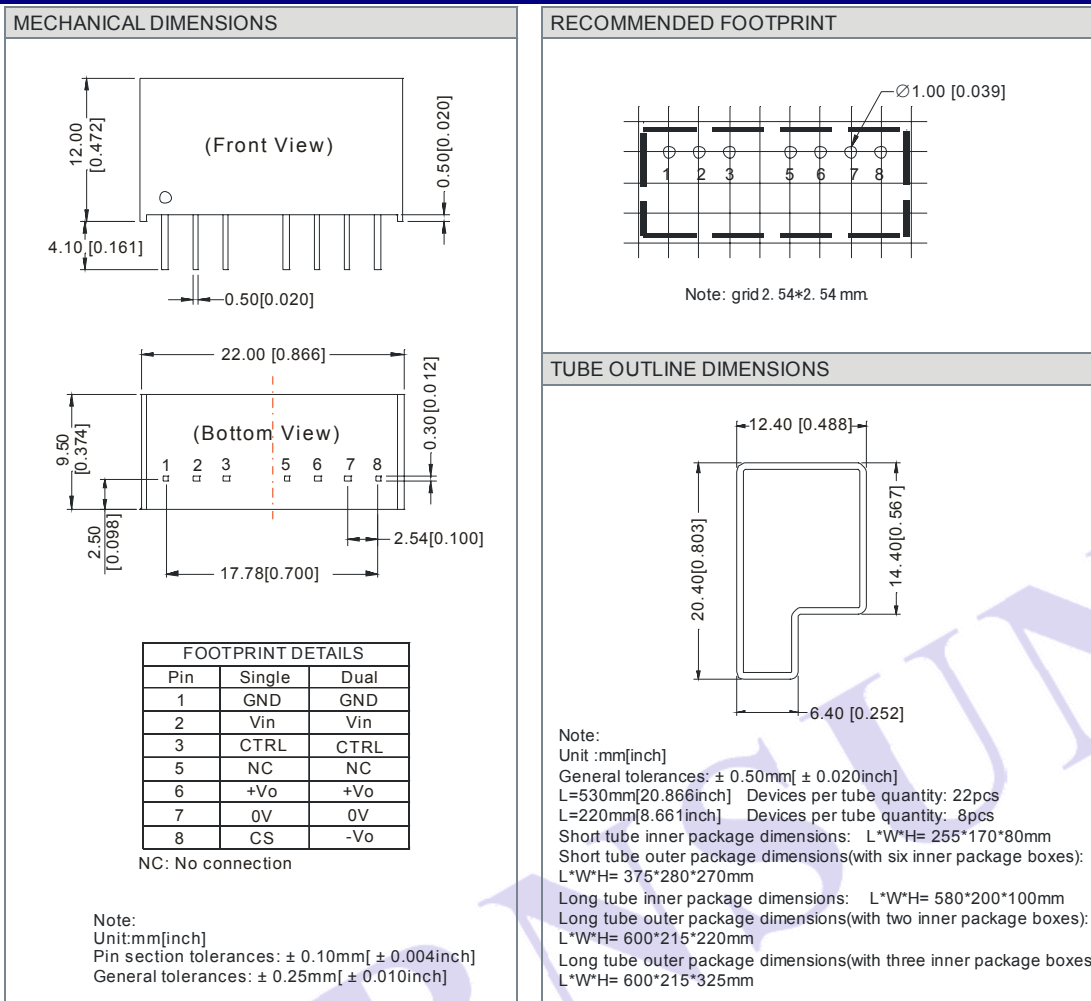 MECHANICAL DIMENSIONS
12.00
[0.472]
(Front View)
0.50[0.020]
4.10 [0.161]
0.50[0.020]
22.00 [0.866]
9.50
[0.374]
(Bottom View)
0.30[0.012]
1 2 3 5 6 7 8
2.50
[0.098]
2.54[0.100]
17.78[0.700]
FOOTPRINT DETAILS
Pin Single Dual
1 GND GND
2 Vin Vin
3 CTRL CTRL
5 NC NC
6 +Vo +Vo
7 0V 0V
8 CS -Vo
NC: No connection
Note:
Unit:mm[inch]
Pin section tolerances: ± 0.10mm[ ± 0.004inch]
General tolerances: ± 0.25mm[ ± 0.010inch]
RECOMMENDED FOOTPRINT
∅1.00 [0.039]
1 2 3 5 6 7 8
Note: grid 2.54*2.54 mm.
TUBE OUTLINE DIMENSIONS
12.40 [0.488]
20.40[0.803]
14.40[0.567]
6.40 [0.252]
Note:
Unit :mm[inch]
General tolerances: ± 0.50mm[ ± 0.020inch]
L=530mm[20.866inch] Devices per tube quantity: 22pcs
L=220mm[8.661inch] Devices per tube quantity: 8pcs
Short tube inner package dimensions: L*W*H= 255*170*80mm
Short tube outer package dimensions(with six inner package boxes):
L*W*H= 375*280*270mm
Long tube inner package dimensions: L*W*H= 580*200*100mm
Long tube outer package dimensions(with two inner package boxes):
L*W*H= 600*215*220mm
Long tube outer package dimensions(with three inner package boxes
L*W*H= 600*215*325mm